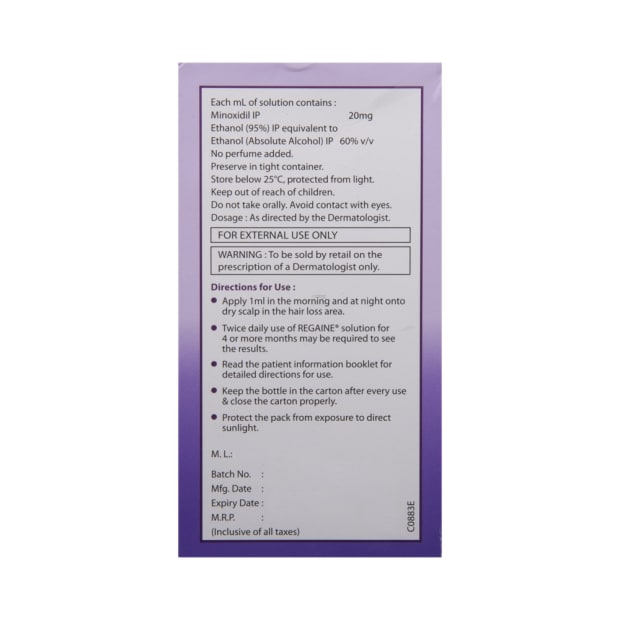 Each mL of solution contains :
Minoxidil IP 20mg
Ethanol (95%) IP equivalent to
Ethanol (Absolute Alcohol) IP 60% v/v
No perfume added.
Preserve in tight container.
Store below 25°C, protected from light.
Keep out of reach of children.
Do not take orally. Avoid contact with eyes.
Dosage : As directed by the Dermatologist.
FOR EXTERNAL USE ONLY
WARNING : To be sold by retail on the
prescription of a Dermatologist only.
Directions for Use :
• Apply 1ml in the morning and at night onto
dry scalp in the hair loss area.
• Twice daily use of REGAINE® solution for
4 or more months may be required to see
the results.
• Read the patient information booklet for
detailed directions for use.
• Keep the bottle in the carton after every use
& close the carton properly.
• Protect the pack from exposure to direct
sunlight.
M. L.:
Batch No. :
Mfg. Date :
Expiry Date :
M.R.P. :
(Inclusive of all taxes)
C0883E